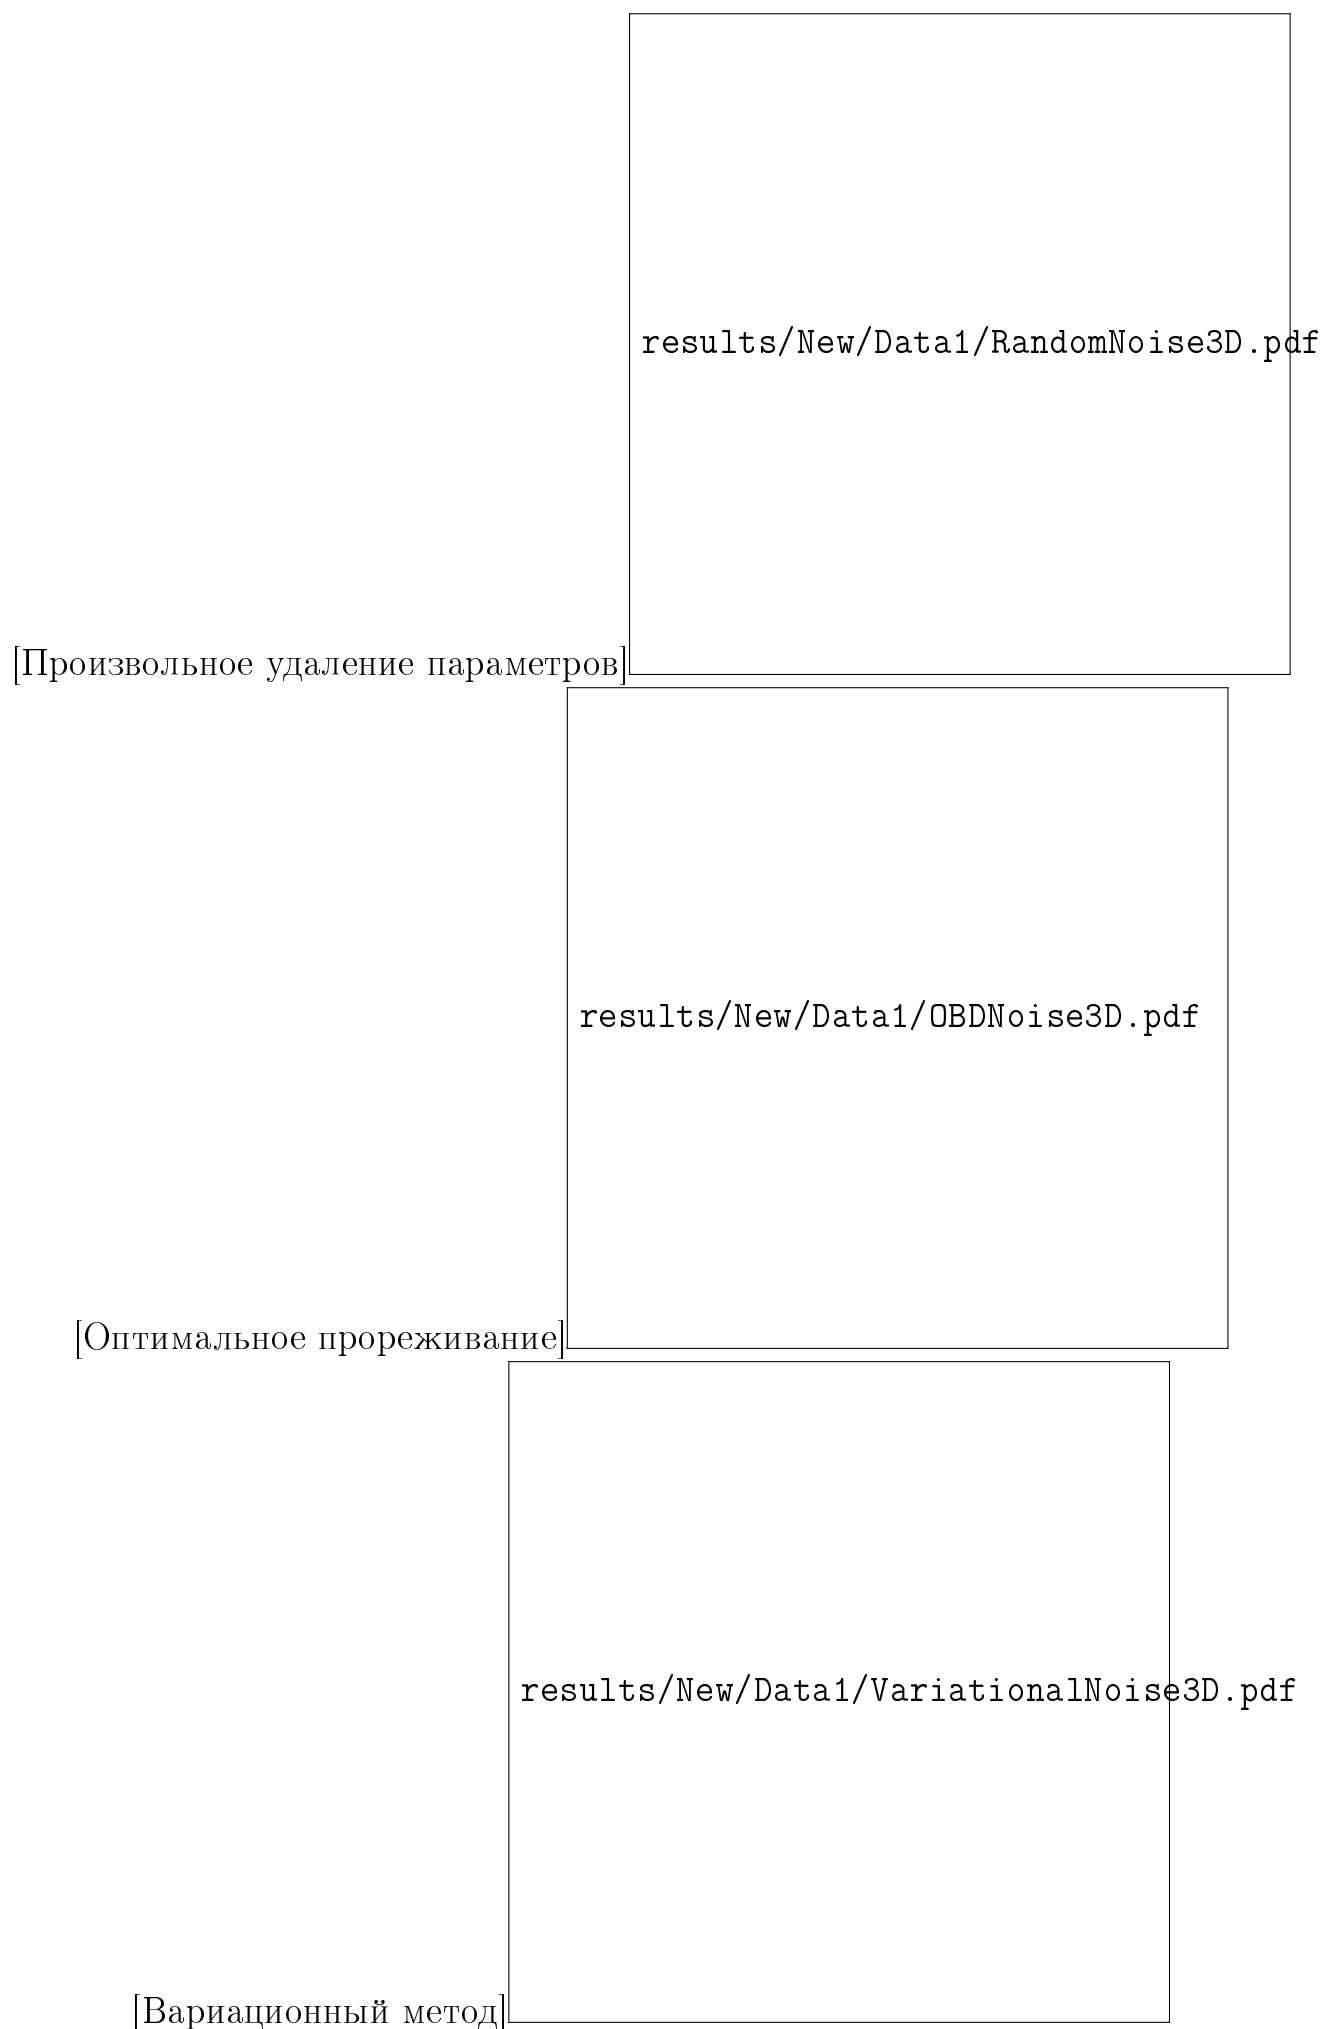 results/New/Data1/RandomNoise3D.pdf
[Произвольное удаление параметров]
results/New/Data1/OBDNoise3D.pdf
[Оптимальное прореживание]
results/New/Data1/VariationalNoise3D.pdf
[Вариационный метод]